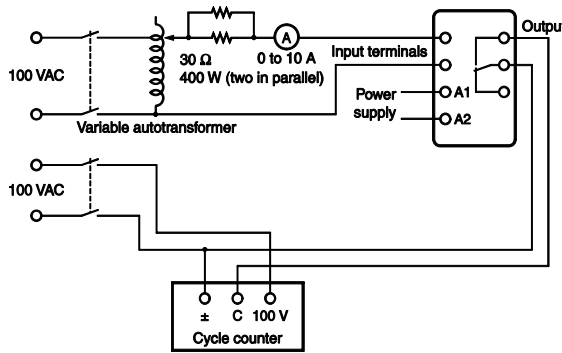 100 VAC
30 Ω
400 W (two in parallel)
A
0 to 10 A
Variable autotransformer
Input terminals
Output
Power
supply
A1
A2
100 VAC
±
C
100 V
Cycle counter